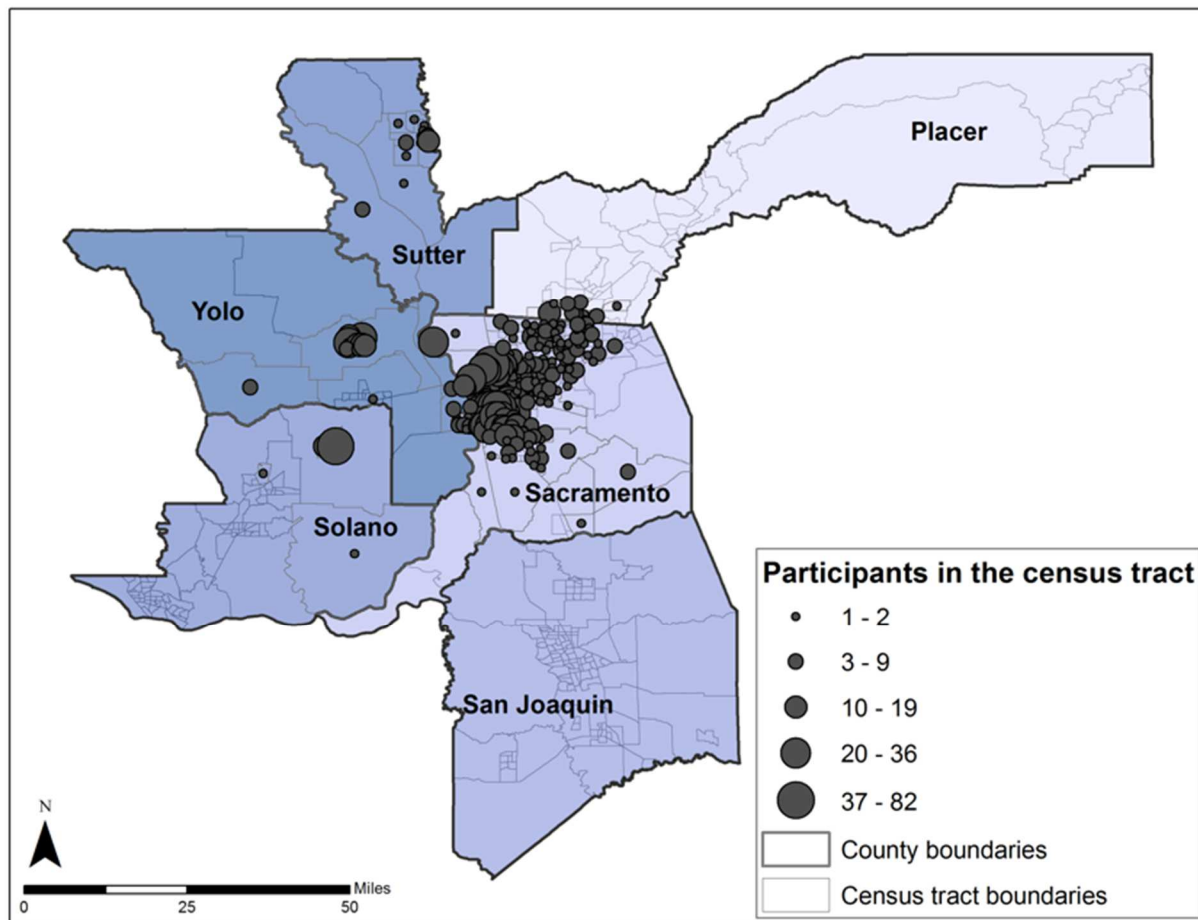 Placer
Sutter
Yolo
Sacramento
Solano
San Joaquin
Participants in the census tract
1 - 2
3 - 9
10 - 19
20 - 36
37 - 82
County boundaries
Census tract boundaries
N
Miles
0 25 50